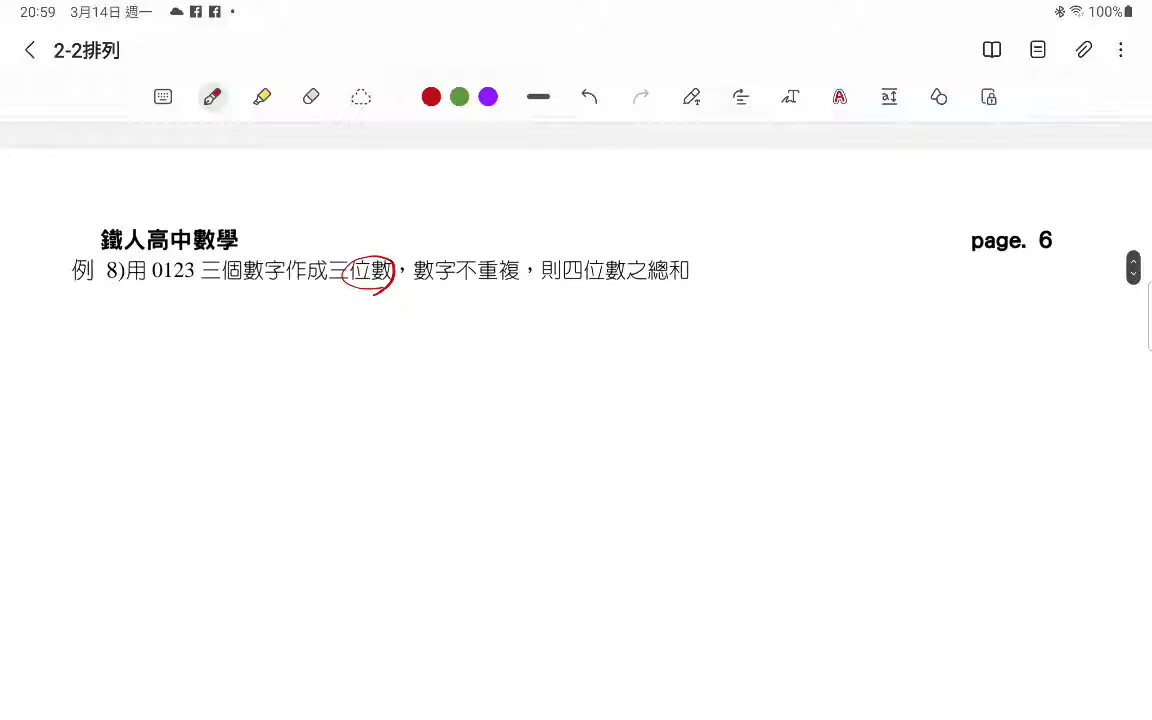 20:59 3月14日 週一 100%
2-2排列
鐵人高中數學 page. 6
例 8)用 0123 三個數字作成三位數，數字不重複，則四位數之總和